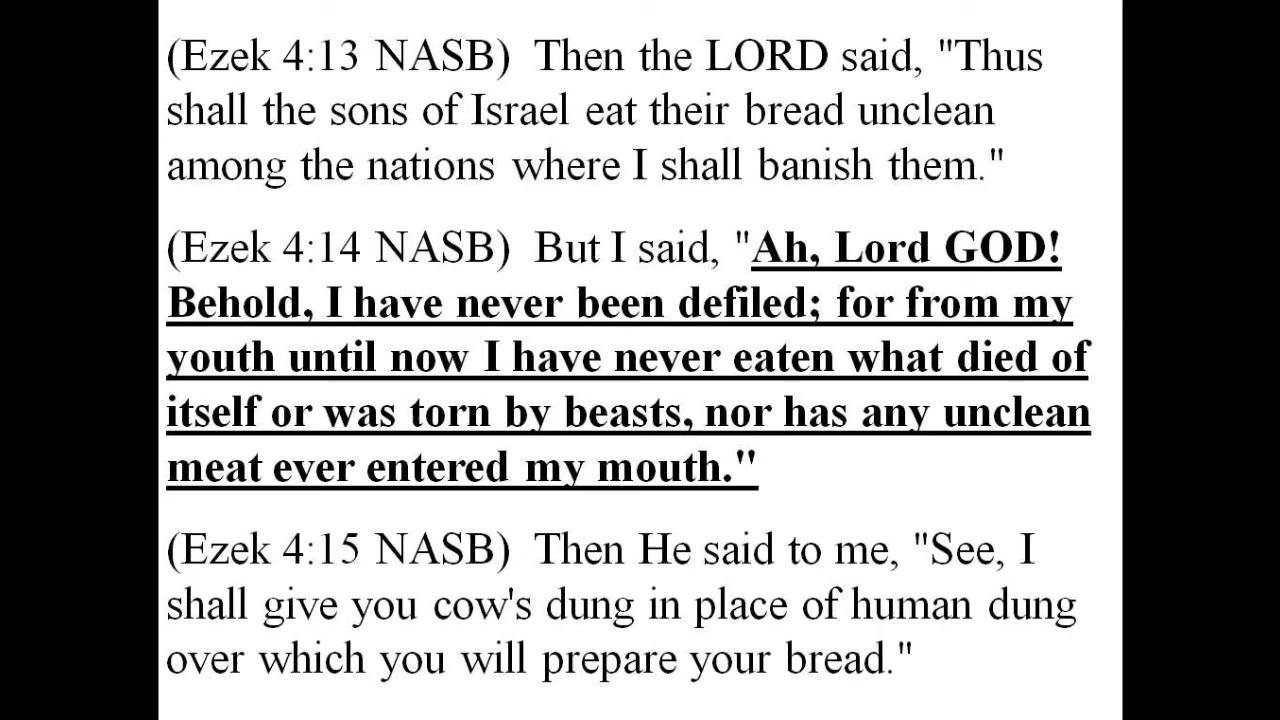 (Ezek 4:13 NASB)  Then the LORD said, "Thus
shall the sons of Israel eat their bread unclean
among the nations where I shall banish them."
(Ezek 4:14 NASB)  But I said, "Ah, Lord GOD!
Behold, I have never been defiled; for from my
youth until now I have never eaten what died of
itself or was torn by beasts, nor has any unclean
meat ever entered my mouth."
(Ezek 4:15 NASB)  Then He said to me, "See, I
shall give you cow's dung in place of human dung
over which you will prepare your bread."